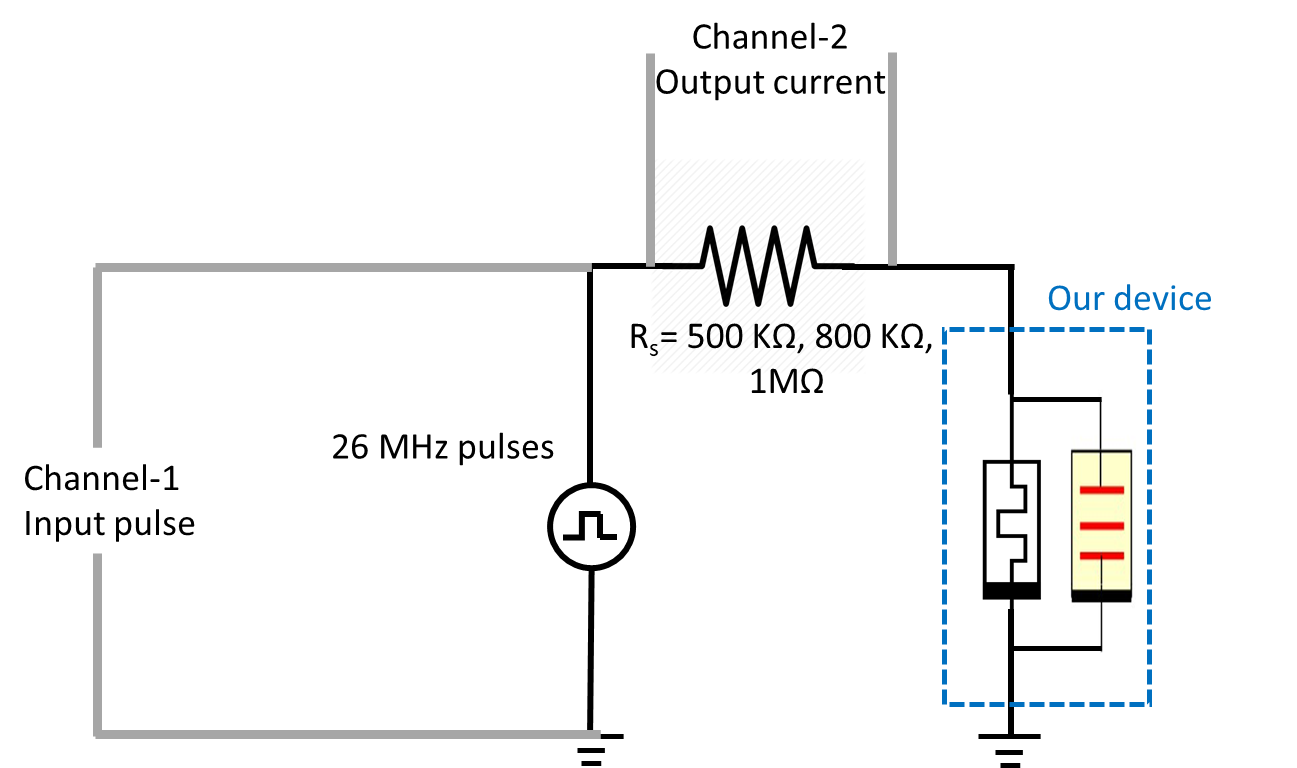 Channel-2
Output current
Our device
Rs= 500 KΩ, 800 KΩ,
1MΩ
26 MHz pulses
Channel-1
Input pulse